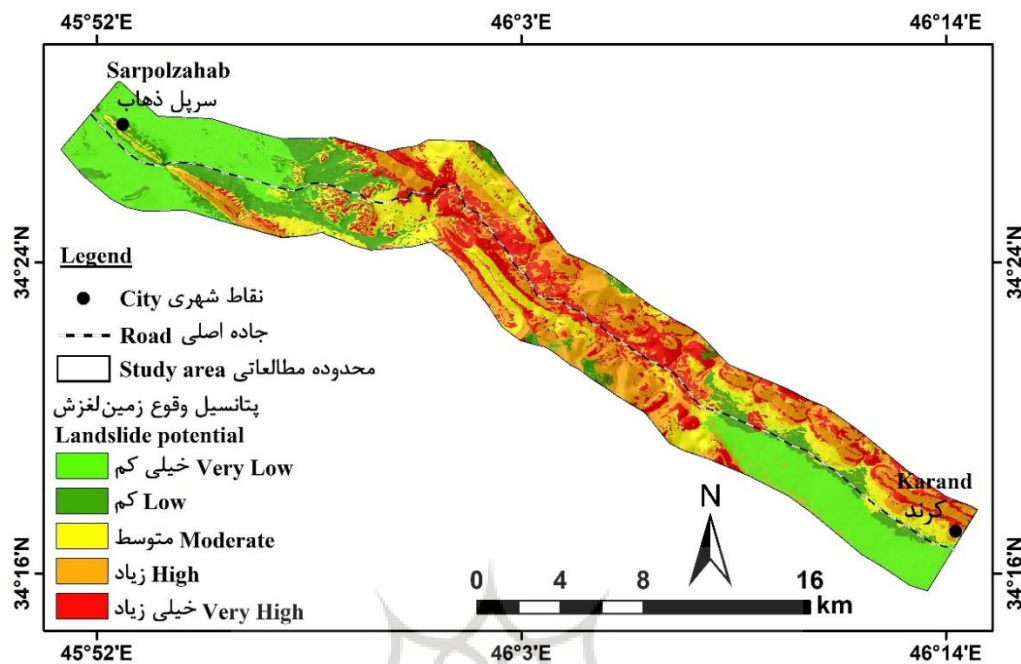 45°52'E 46°3'E 46°14'E
Sarpolzahab
سرپل ذهاب
34°24'N 34°24'N
Legend
City نقاط شهری
Road جاده اصلی
Study area محدوده مطالعاتی
پتانسیل وقوع زمین‌لغزش
Landslide potential
خیلی کم Very Low
کم Low
متوسط Moderate
زیاد High
خیلی زیاد Very High
Karand
کرند
N
34°16'N 34°16'N
0 4 8 16
km
45°52'E 46°3'E 46°14'E